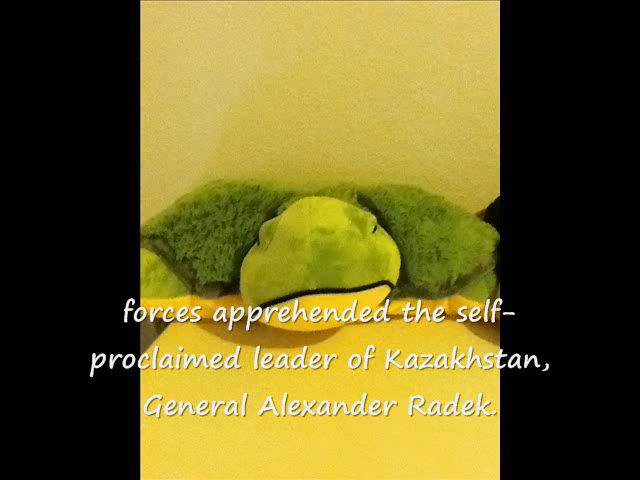 forces apprehended the self-
proclaimed leader of Kazakhstan,
General Alexander Radek.